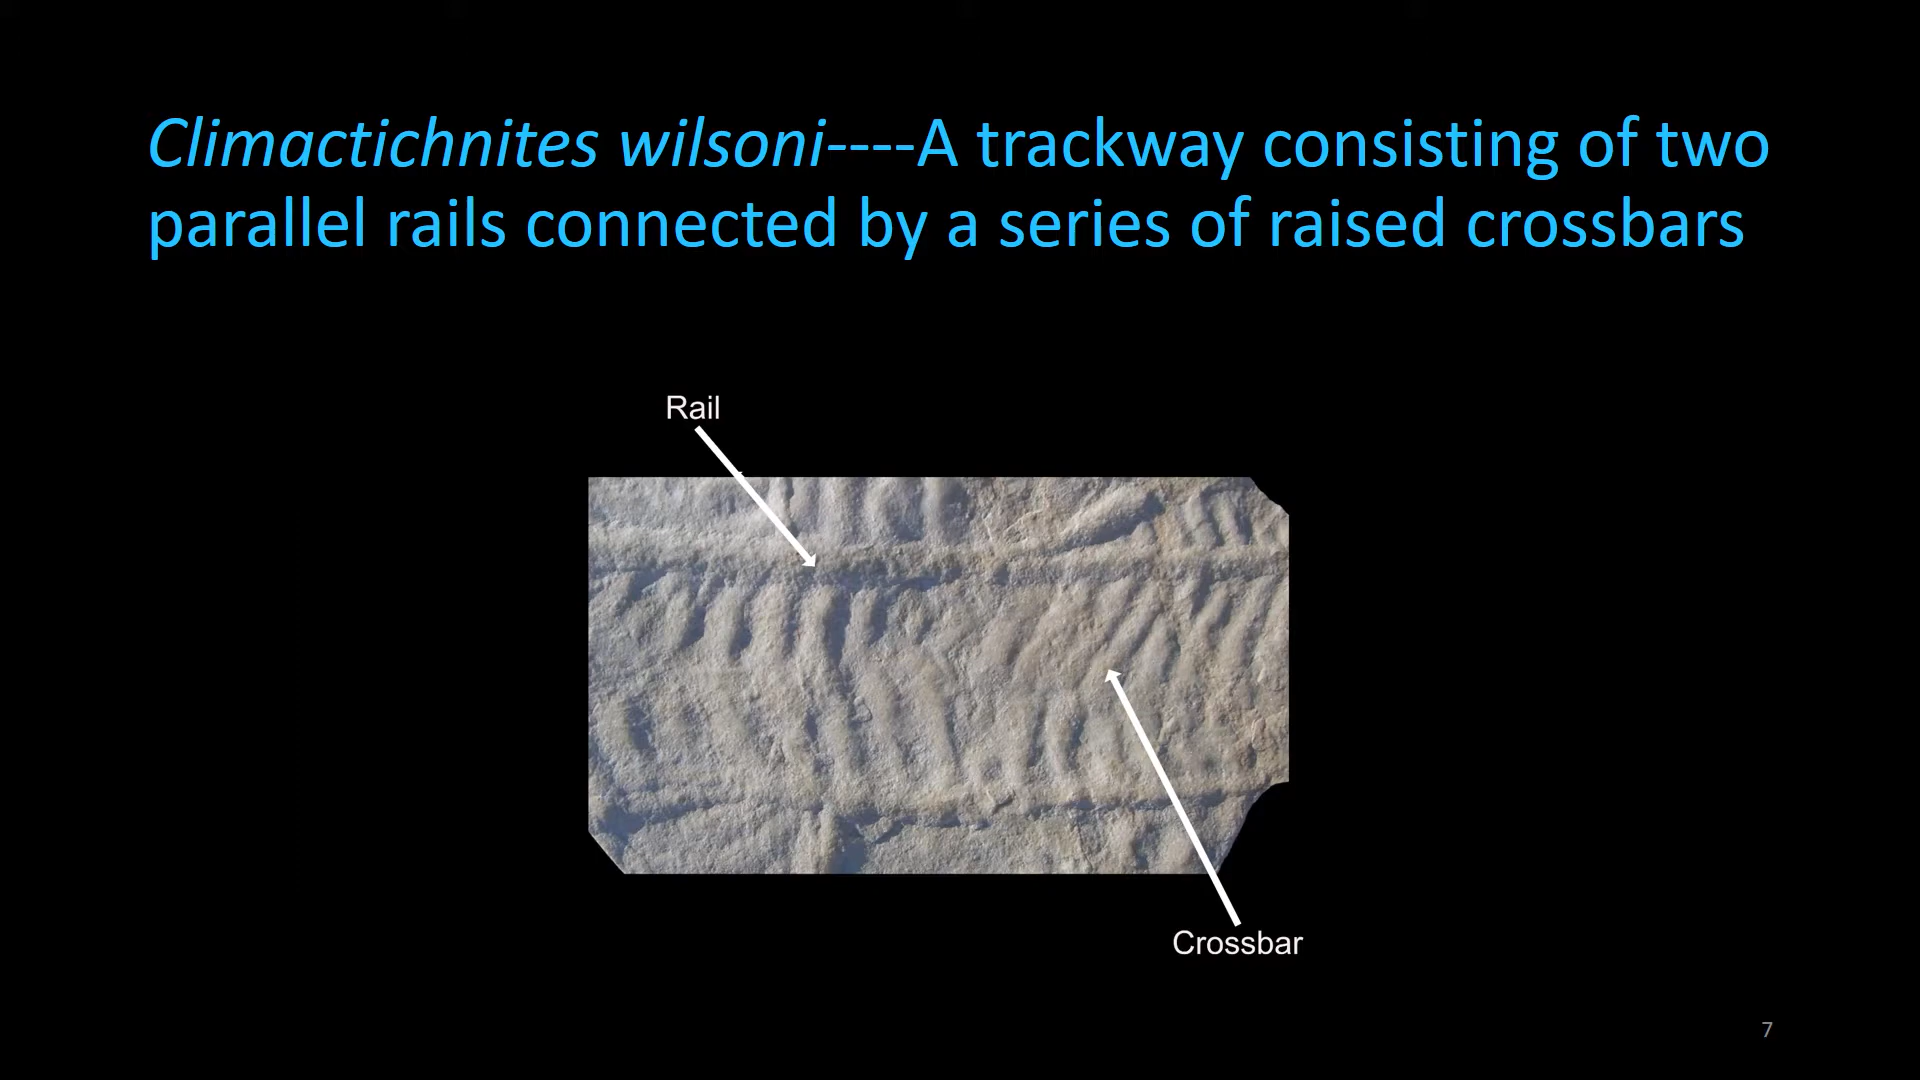 Climactichnites wilsoni----A trackway consisting of two
parallel rails connected by a series of raised crossbars
Rail
Crossbar
7